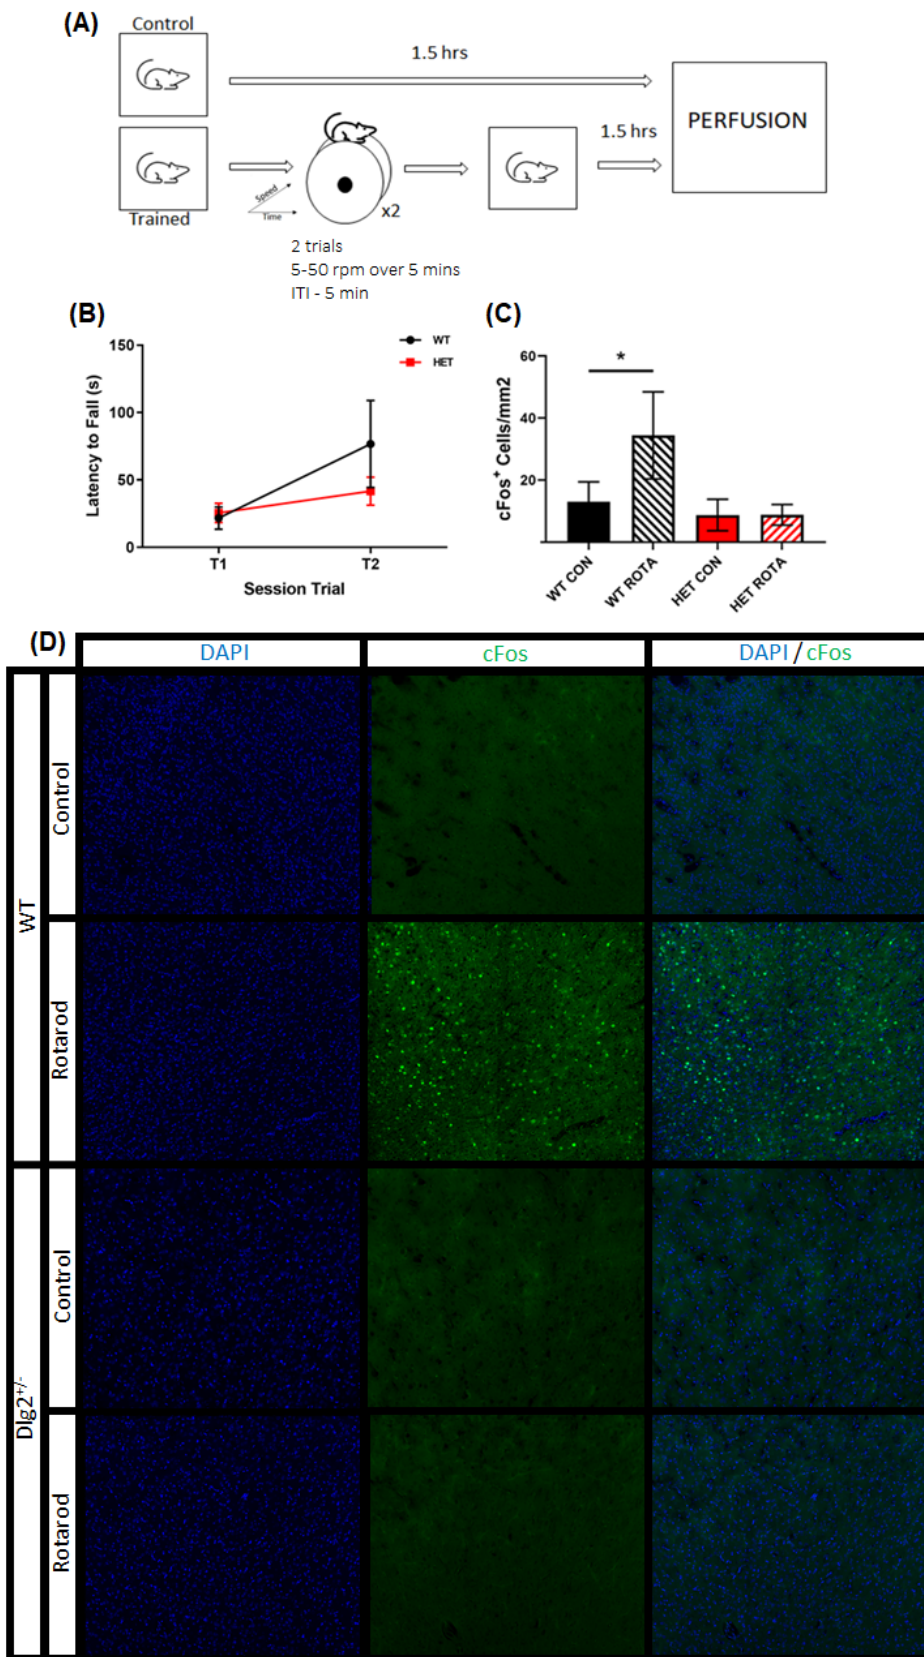 (A)
Control
1.5 hrs
PERFUSION
1.5 hrs
Speed
Time
x2
Trained
2 trials
5-50 rpm over 5 mins
ITI - 5 min
(B)
WT
HET
Latency to Fall (s)
150
100
50
0
T1
T2
Session Trial
(C)
*
cFos+ Cells/mm2
60
40
20
WT CON
WT ROTA
HET CON
HET ROTA
(D)
DAPI
cFos
DAPI / cFos
WT
Control
Rotarod
Dlg2+/-
Control
Rotarod